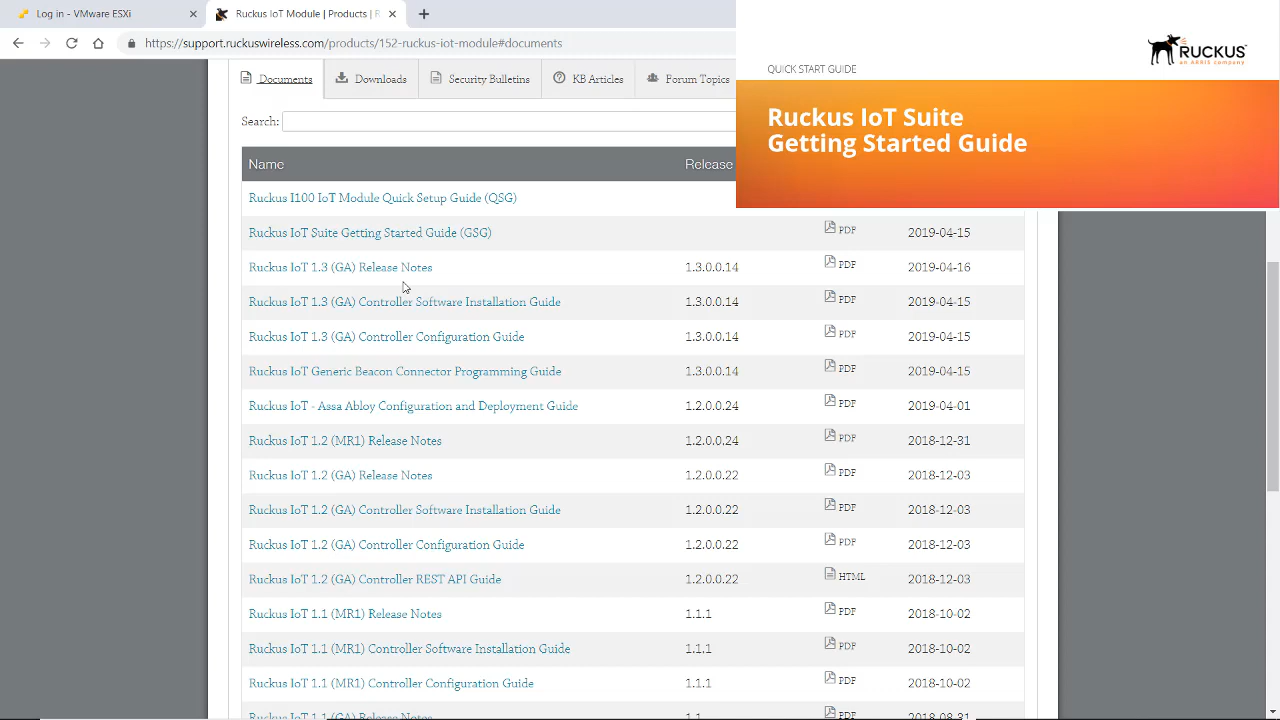 Log in - VMware ESXi
Ruckus IoT Module | Products | R
https://support.ruckuswireless.com/products/152-ruckus-iot-module#documents
RUCKUS
an ARRIS company
QUICK START GUIDE
Ruckus IoT Suite
Getting Started Guide
Documents Downloads Security Bulletins KB Articles Forum Topics
Search:
Name Release
Ruckus I100 IoT Module Quick Setup Guide (QSG)
Ruckus IoT Suite Getting Started Guide (GSG) PDF 2019-04-15
Ruckus IoT 1.3 (GA) Release Notes 1.3.0.0.14 PDF 2019-04-16
Ruckus IoT 1.3 (GA) Controller Software Installation Guide 1.3.0.0.14 PDF 2019-04-15
Ruckus IoT 1.3 (GA) Controller Configuration Guide 1.3.0.0.14 PDF 2019-04-15
Ruckus IoT Generic Beacon Connector Programming Guide 1.3.0.0.14 PDF 2019-04-15
Ruckus IoT - Assa Abloy Configuration and Deployment Guide 1.2.0.0.24 PDF 2019-04-01
Ruckus IoT 1.2 (MR1) Release Notes 1.2.0.0.24 PDF 2018-12-31
Ruckus IoT 1.2 (GA) Release Notes 1.2.0.0.22 PDF 2018-12-03
Ruckus IoT 1.2 (GA) Controller Software Installation Guide 1.2.0.0.22 PDF 2018-12-03
Ruckus IoT 1.2 (GA) Controller Configuration Guide 1.2.0.0.22 PDF 2018-12-03
Ruckus IoT 1.2 (GA) Controller REST API Guide 1.2.0.0.22 HTML 2018-12-03
Ruckus IoT 1.1 (MR1) Release Notes 1.1.1 PDF 2018-10-02
Ruckus IoT 1.1 (MR1) Controller Software Installation Guide 1.1.1 PDF 2018-10-02
Ruckus IoT 1.1 (MR1) Controller Configuration Guide 1.1.1 PDF 2018-10-02
Ruckus IoT 1.1 (GA) Release Notes 1.1 PDF 2018-08-31